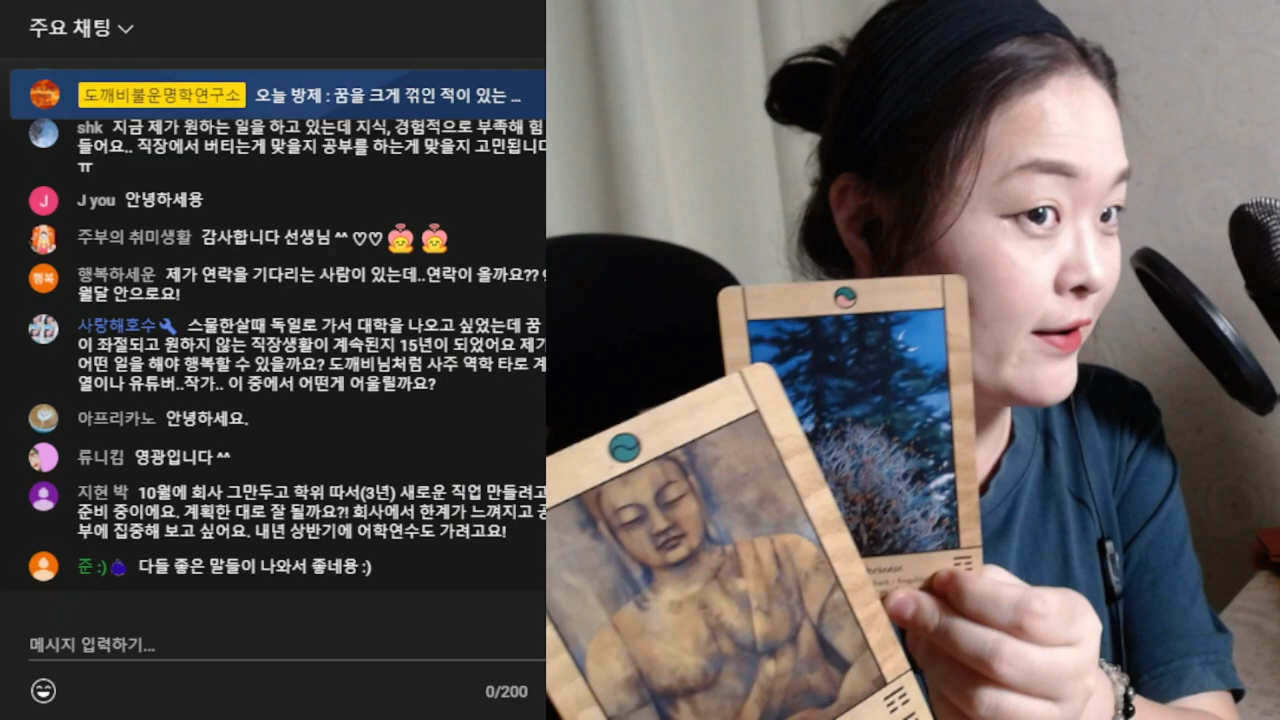 주요 채팅
도깨비불운명학연구소 오늘 방제 : 꿈을 크게 꺾인 적이 있는 ...
shk 지금 제가 원하는 일을 하고 있는데 지식, 경험적으로 부족해 힘
들어요.. 직장에서 버티는게 맞을지 공부를 하는게 맞을지 고민됩니다
ㅠ
J you 안녕하세용
주부의 취미생활 감사합니다 선생님 ^^ ♡♡
행복하세운 제가 연락을 기다리는 사람이 있는데..연락이 올까요?? 9
월달 안으로요!
사랑해호수 스물한살때 독일로 가서 대학을 나오고 싶었는데 꿈
이 좌절되고 원하지 않는 직장생활이 계속된지 15년이 되었어요 제가
어떤 일을 해야 행복할 수 있을까요? 도깨비님처럼 사주 역학 타로 계
열이나 유튜버..작가.. 이 중에서 어떤게 어울릴까요?
아프리카노 안녕하세요.
류니킴 영광입니다 ^^
지현 박 10월에 회사 그만두고 학위 따서(3년) 새로운 직업 만들려고
준비 중이에요. 계획한 대로 잘 될까요?! 회사에서 한계가 느껴지고 공
부에 집중해 보고 싶어요. 내년 상반기에 어학연수도 가려고요!
준 :) 다들 좋은 말들이 나와서 좋네용 :)
메시지 입력하기...
0/200